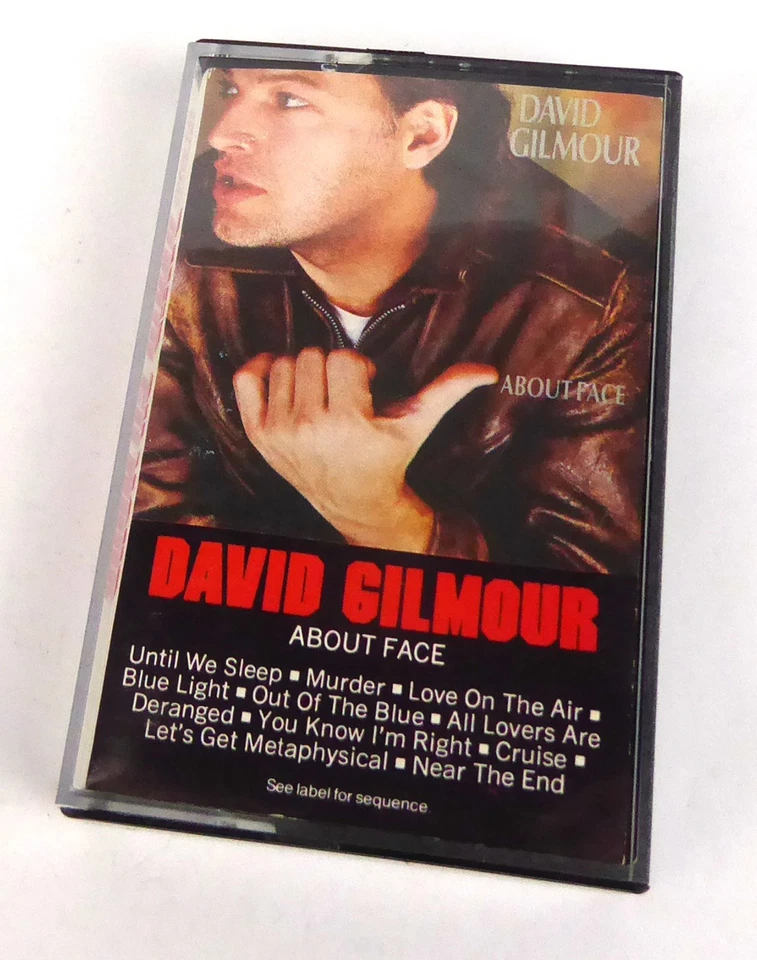 DAVID
GILMOUR
ABOUT FACE
DAVID GILMOUR
ABOUT FACE
Until We Sleep ■ Murder ■ Love On The Air ■
Blue Light ■ Out Of The Blue ■ All Lovers Are
Deranged ■ You Know I'm Right ■ Cruise ■
Let's Get Metaphysical ■ Near The End
See label for sequence